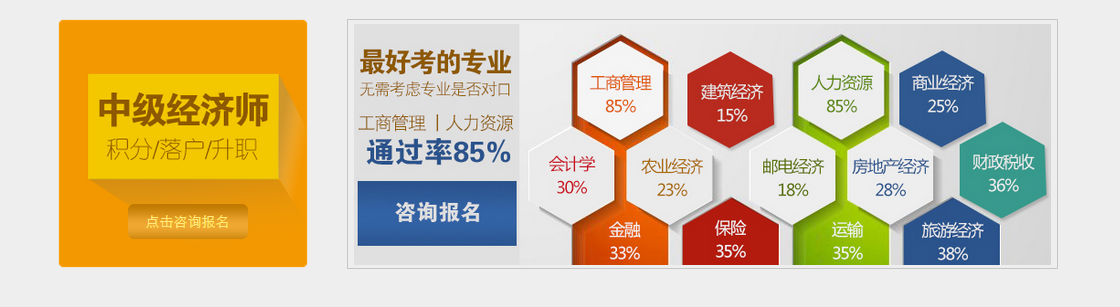 中级经济师
积分/落户/升职
点击咨询报名
最好考的专业
无需考虑专业是否对口
工商管理 | 人力资源
通过率85%
咨询报名
工商管理
85%
建筑经济
15%
人力资源
85%
商业经济
25%
会计学
30%
农业经济
23%
邮电经济
18%
房地产经济
28%
财政税收
36%
金融
33%
保险
35%
运输
35%
旅游经济
38%